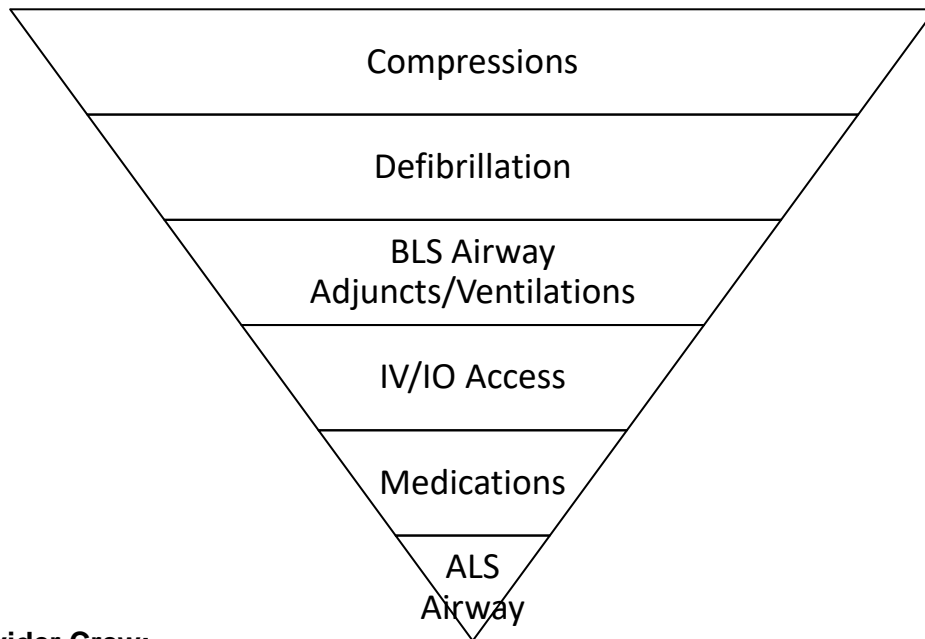 Compressions
Defibrillation
BLS Airway
Adjuncts/Ventilations
IV/IO Access
Medications
ALS
Airway